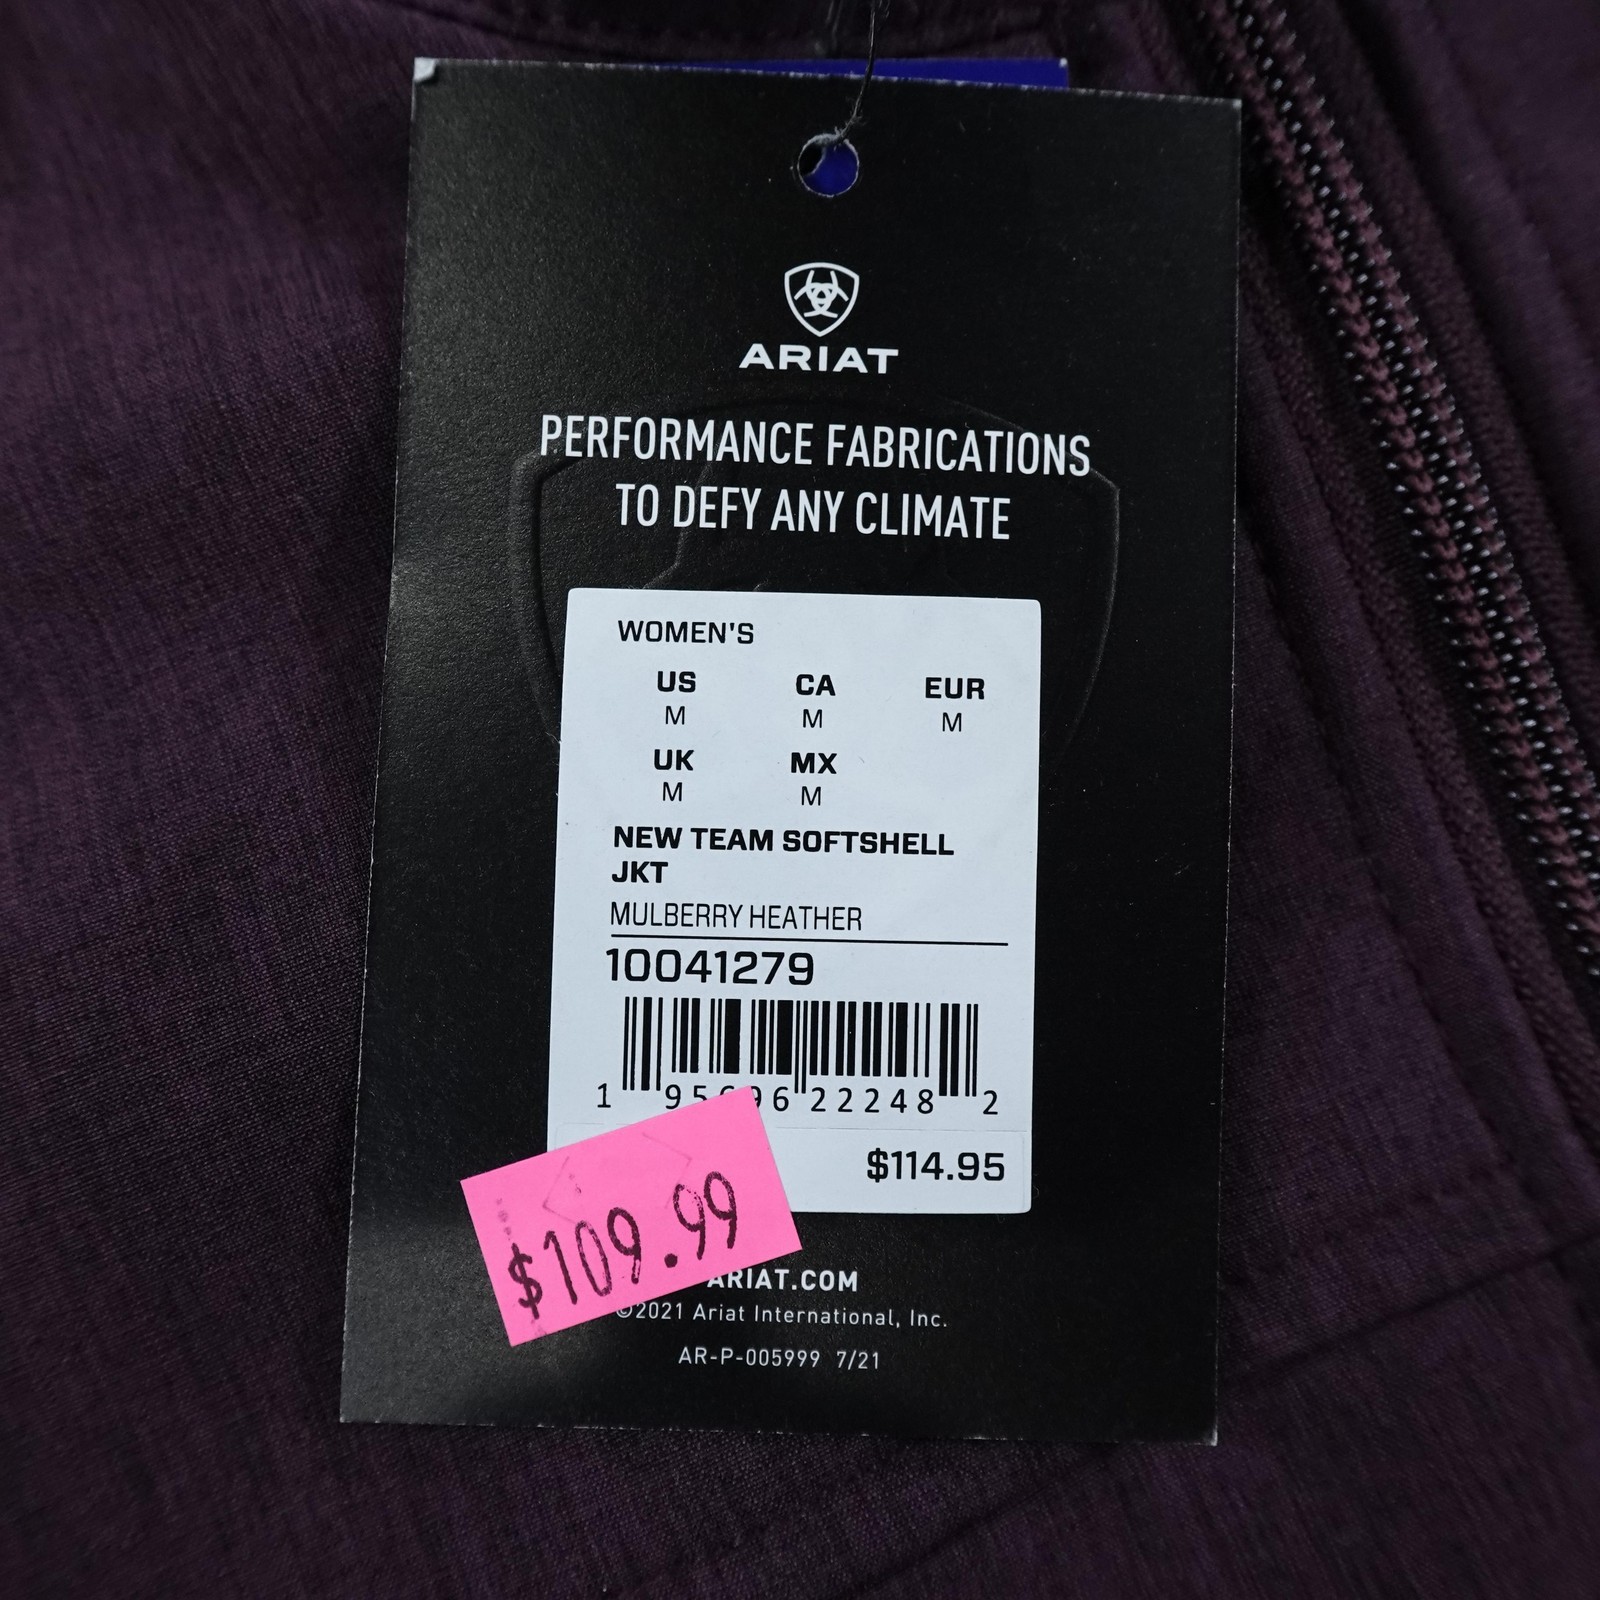 ARIAT
PERFORMANCE FABRICATIONS
TO DEFY ANY CLIMATE
WOMEN'S
US CA EUR
M M M
UK MX
M M
NEW TEAM SOFTSHELL
JKT
MULBERRY HEATHER
10041279
$114.95
$109.99
ARIAT.COM
©2021 Ariat International, Inc.
AR-P-005999 7/21